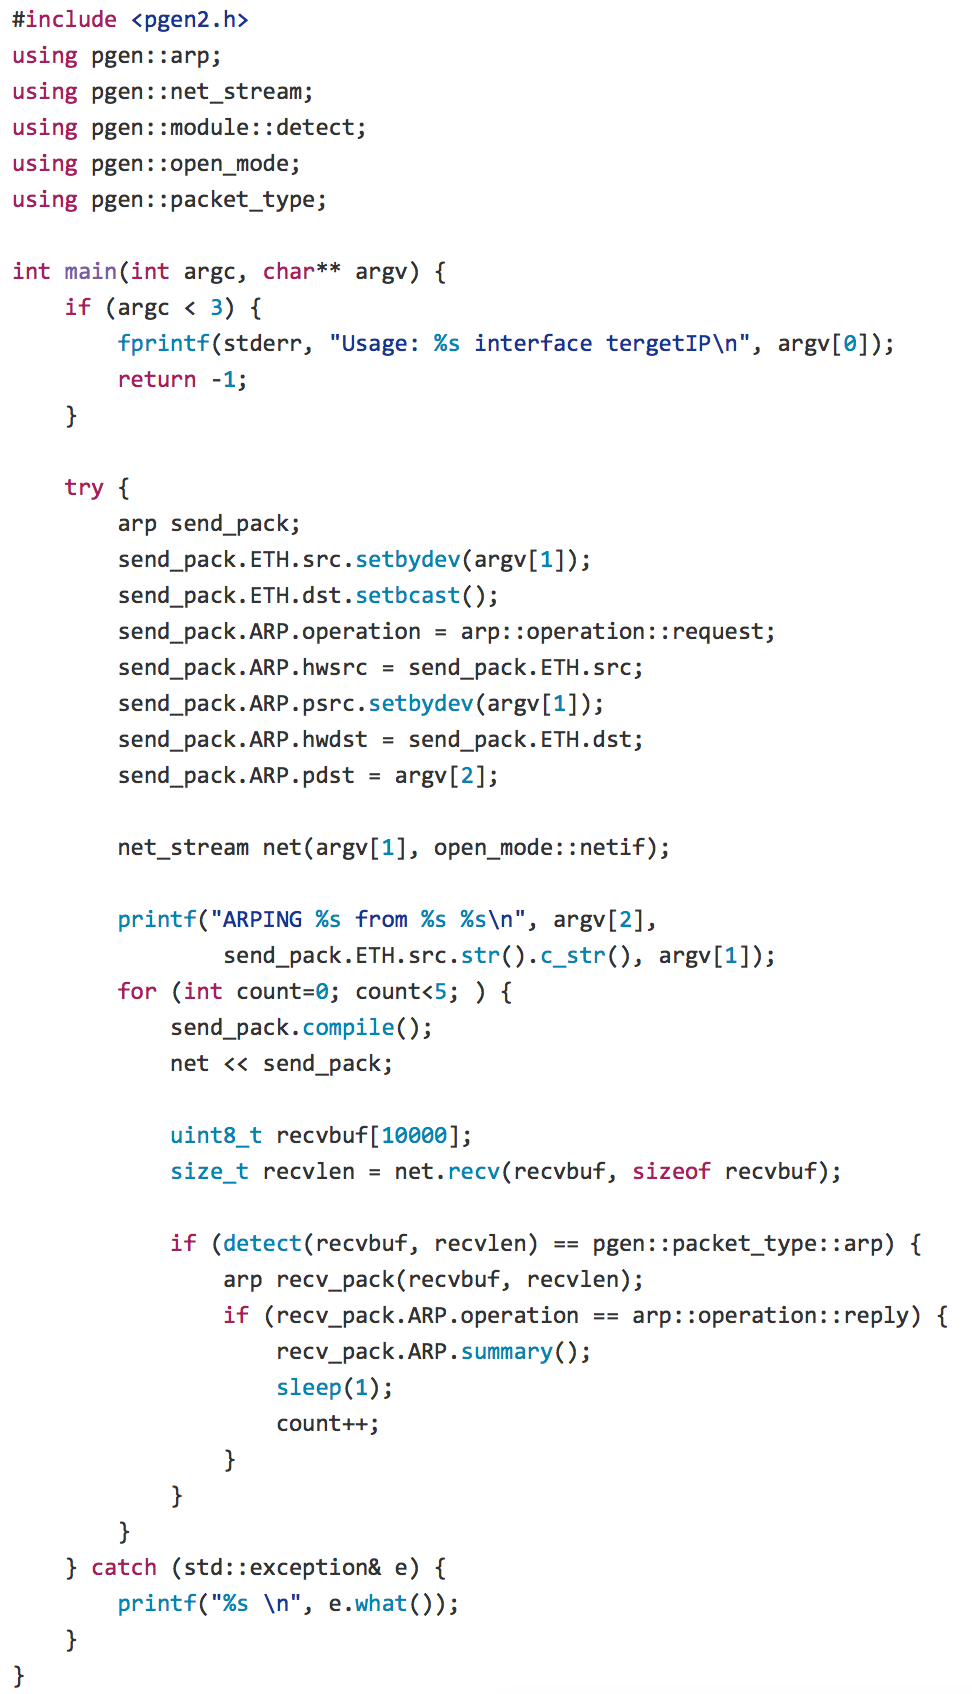 #include <pgen2.h>
using pgen::arp;
using pgen::net_stream;
using pgen::module::detect;
using pgen::open_mode;
using pgen::packet_type;

int main(int argc, char** argv) {
    if (argc < 3) {
        fprintf(stderr, "Usage: %s interface tergetIP\n", argv[0]);
        return -1;
    }

    try {
        arp send_pack;
        send_pack.ETH.src.setbydev(argv[1]);
        send_pack.ETH.dst.setbcast();
        send_pack.ARP.operation = arp::operation::request;
        send_pack.ARP.hwsrc = send_pack.ETH.src;
        send_pack.ARP.psrc.setbydev(argv[1]);
        send_pack.ARP.hwdst = send_pack.ETH.dst;
        send_pack.ARP.pdst = argv[2];

        net_stream net(argv[1], open_mode::netif);

        printf("ARPING %s from %s %s\n", argv[2],
                send_pack.ETH.src.str().c_str(), argv[1]);
        for (int count=0; count<5; ) {
            send_pack.compile();
            net << send_pack;

            uint8_t recvbuf[10000];
            size_t recvlen = net.recv(recvbuf, sizeof recvbuf);

            if (detect(recvbuf, recvlen) == pgen::packet_type::arp) {
                arp recv_pack(recvbuf, recvlen);
                if (recv_pack.ARP.operation == arp::operation::reply) {
                    recv_pack.ARP.summary();
                    sleep(1);
                    count++;
                }
            }
        }
    } catch (std::exception& e) {
        printf("%s \n", e.what());
    }
}